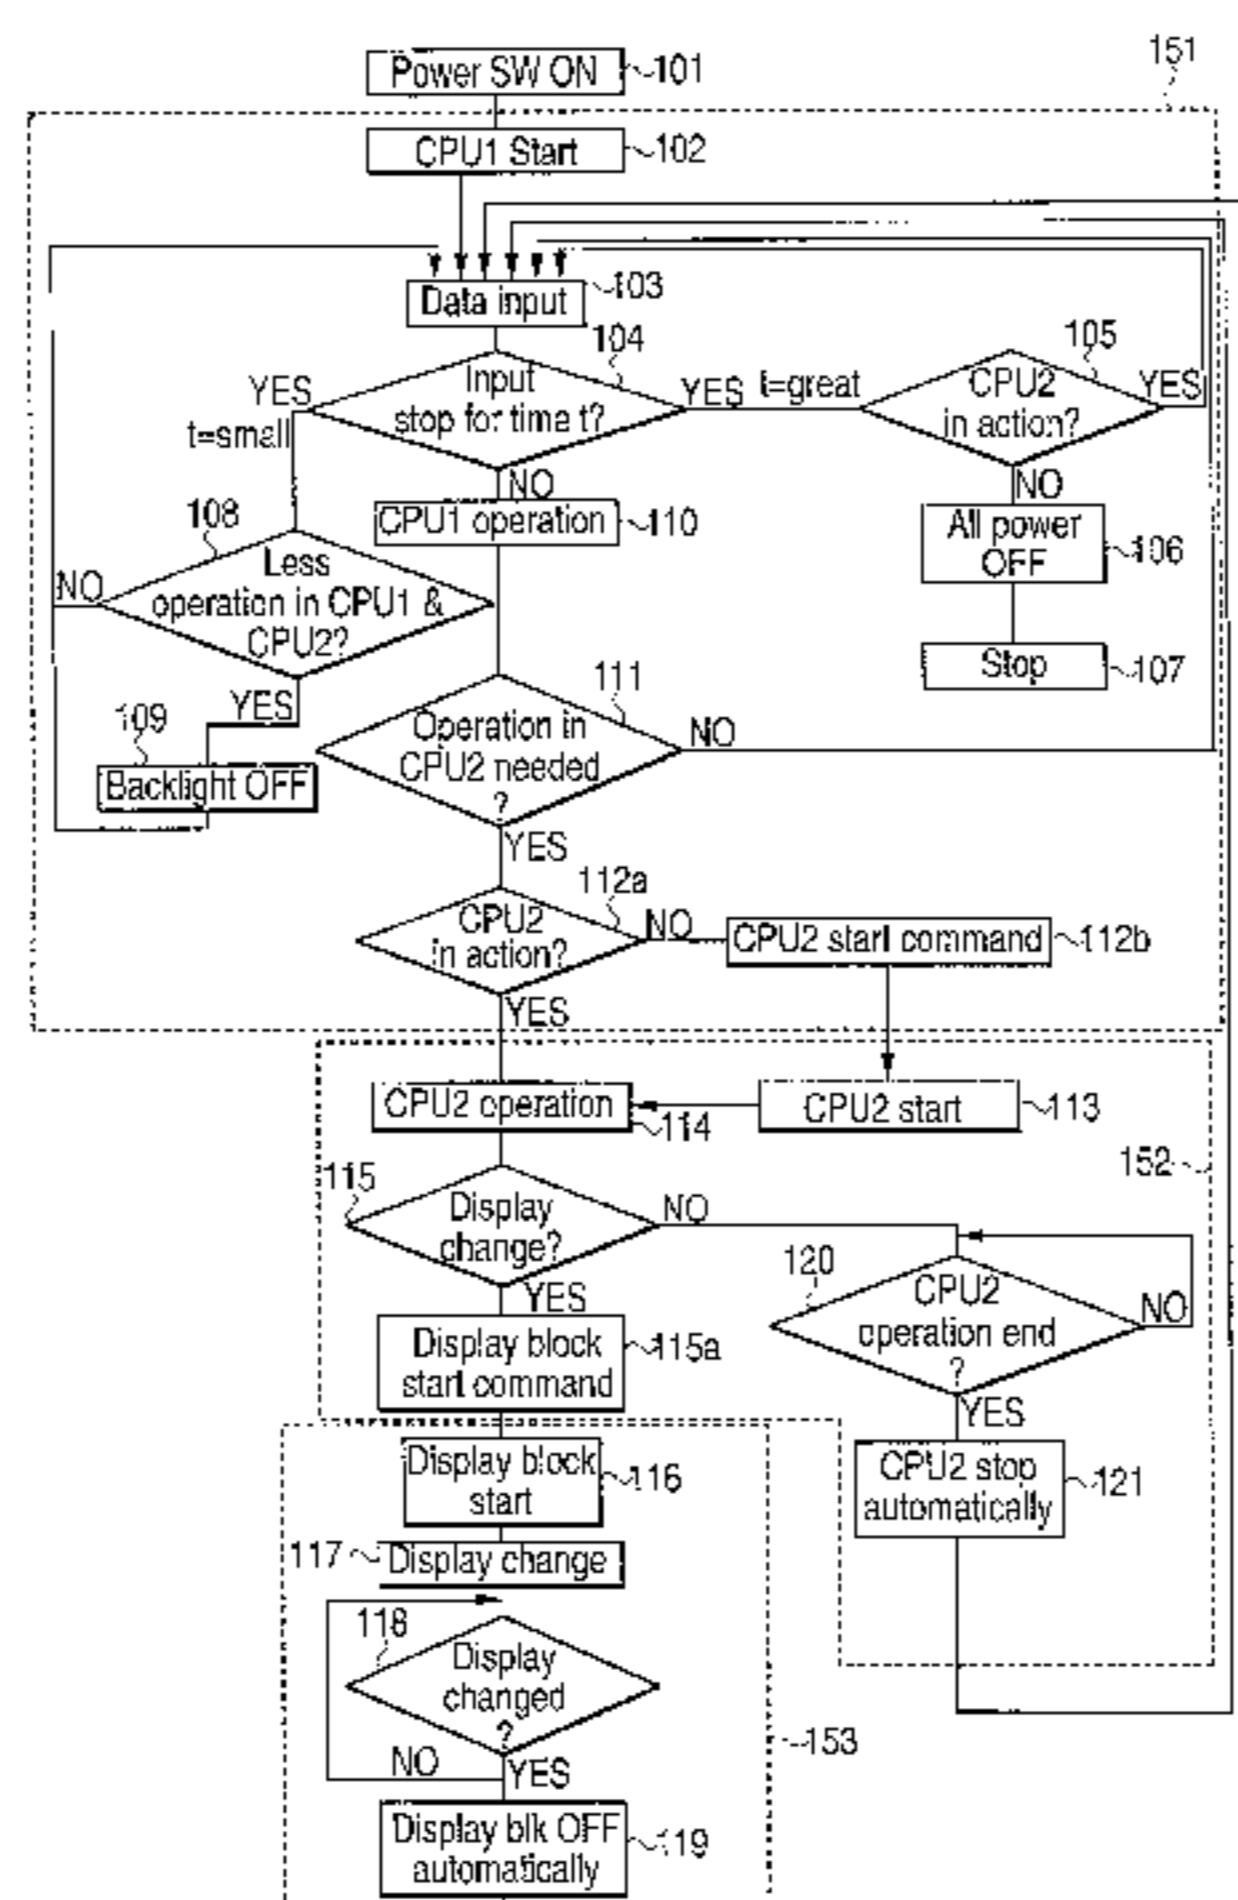 151
Power SW ON
101
CPU1 Start
102
Data input
103
104
Input
stop for time t?
YES
t=small
YES
t=great
105
CPU2
in action?
YES
NO
NO
CPU1 operation
110
All power
OFF
106
108
Less
operation in CPU1 &
CPU2?
NO
YES
Stop
107
109
Backlight OFF
111
Operation in
CPU2 needed
?
NO
YES
112a
CPU2
in action?
NO
CPU2 start command
112b
YES
CPU2 operation
114
CPU2 start
113
152
115
Display
change?
NO
YES
120
CPU2
operation end
?
NO
YES
Display block
start command
115a
Display block
start
116
CPU2 stop
automatically
121
117
Display change
118
Display
changed
?
NO
YES
153
Display blk OFF
automatically
119